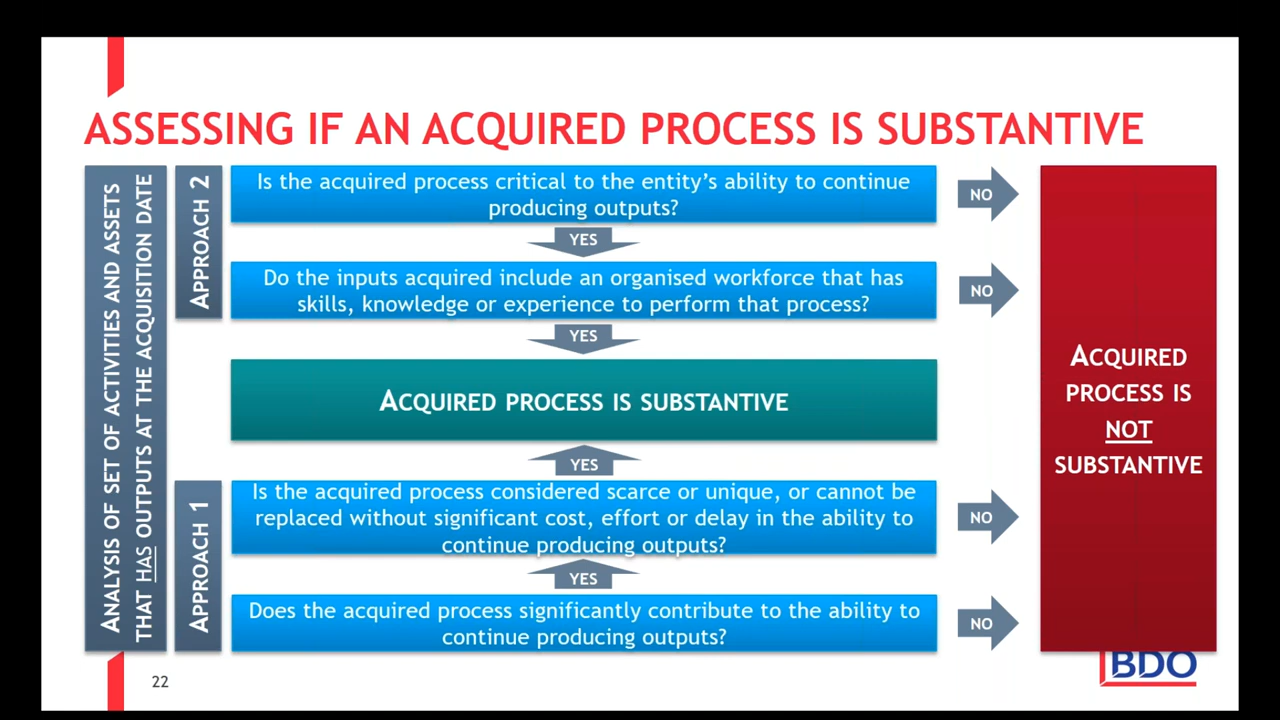 ASSESSING IF AN ACQUIRED PROCESS IS SUBSTANTIVE
ANALYSIS OF SET OF ACTIVITIES AND ASSETS
THAT HAS OUTPUTS AT THE ACQUISITION DATE
APPROACH 2
Is the acquired process critical to the entity's ability to continue
producing outputs?
NO
YES
Do the inputs acquired include an organised workforce that has
skills, knowledge or experience to perform that process?
NO
YES
ACQUIRED PROCESS IS SUBSTANTIVE
YES
APPROACH 1
Is the acquired process considered scarce or unique, or cannot be
replaced without significant cost, effort or delay in the ability to
continue producing outputs?
NO
YES
Does the acquired process significantly contribute to the ability to
continue producing outputs?
NO
ACQUIRED
PROCESS IS
NOT
SUBSTANTIVE
22
BDO